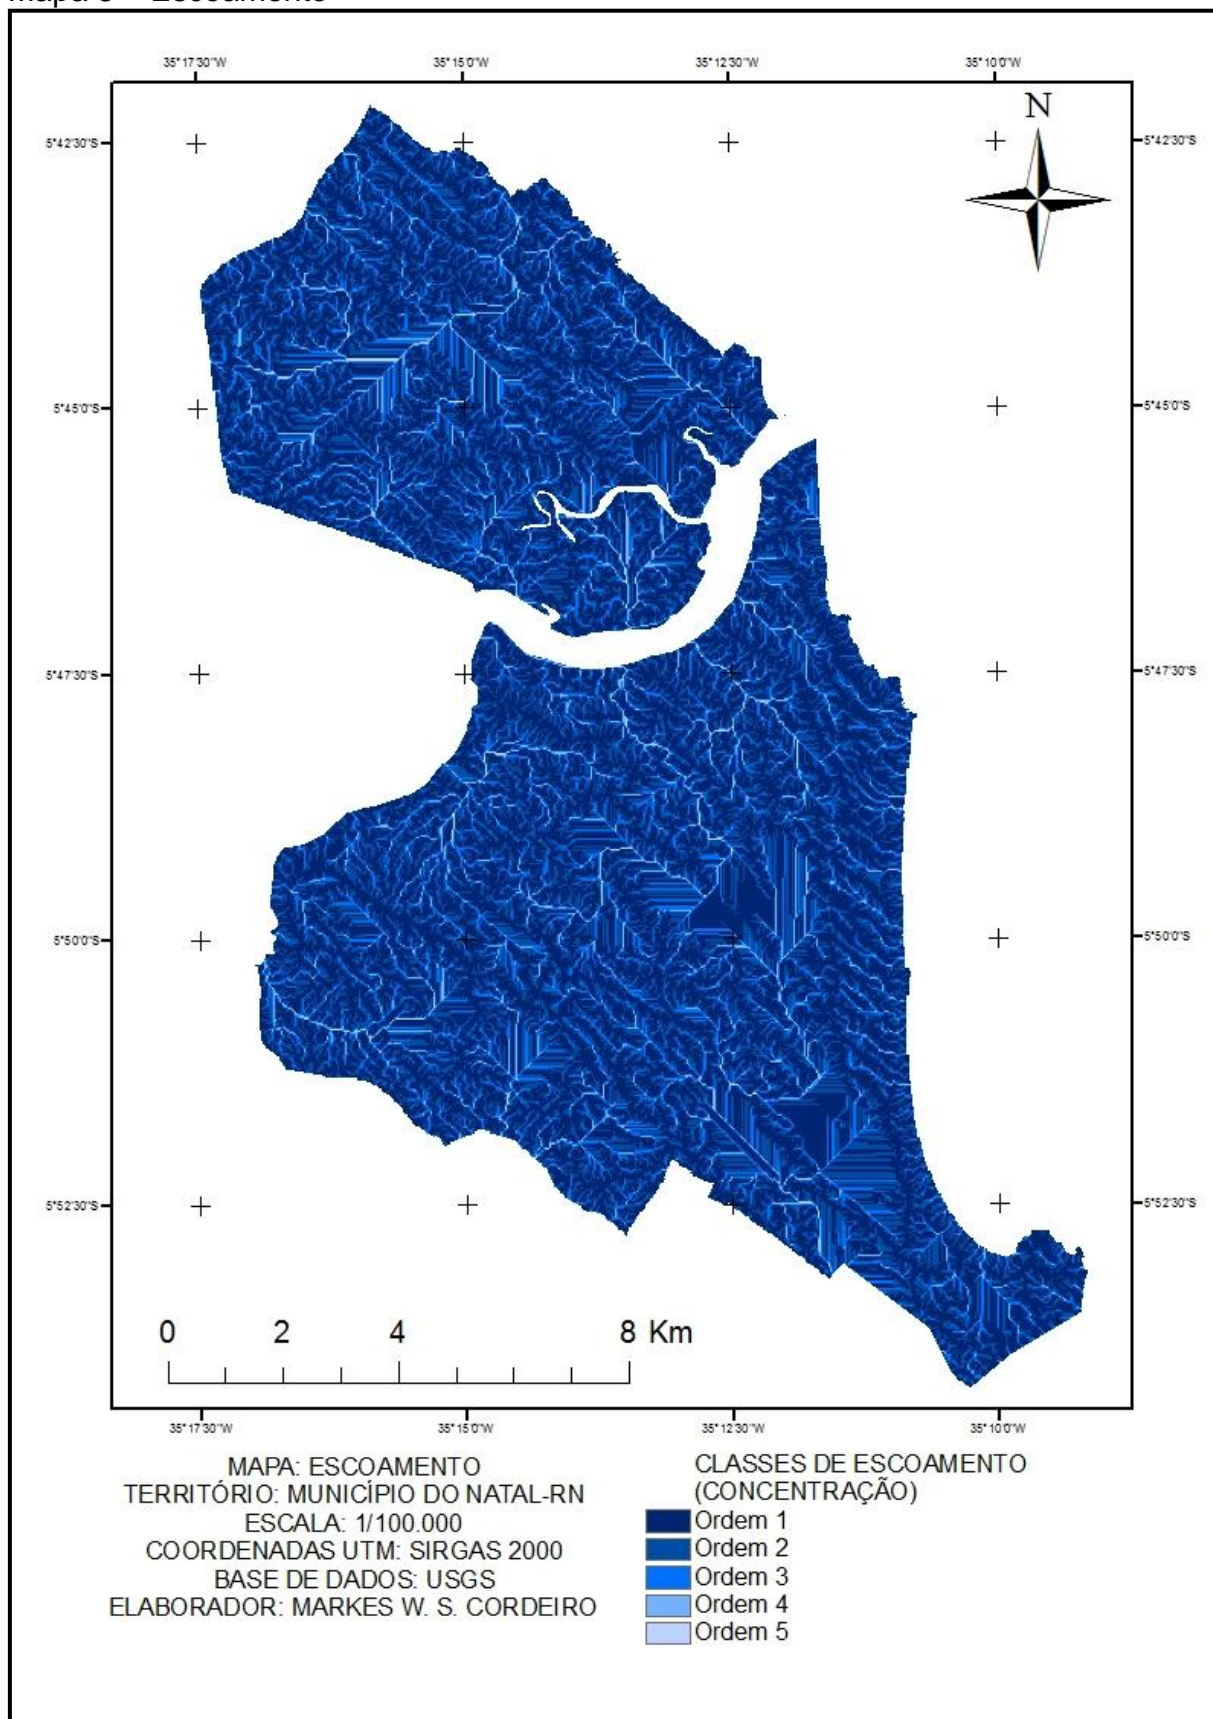 35°17'30"W 35°15'0"W 35°12'30"W 35°10'0"W
N
5°42'30"S 5°42'30"S
5°45'0"S 5°45'0"S
5°47'30"S 5°47'30"S
5°50'0"S 5°50'0"S
5°52'30"S 5°52'30"S
0 2 4 8 Km
35°17'30"W 35°15'0"W 35°12'30"W 35°10'0"W
MAPA: ESCOAMENTO
TERRITÓRIO: MUNICÍPIO DO NATAL-RN
ESCALA: 1/100.000
COORDENADAS UTM: SIRGAS 2000
BASE DE DADOS: USGS
ELABORADOR: MARKES W. S. CORDEIRO
CLASSES DE ESCOAMENTO
(CONCENTRAÇÃO)
Ordem 1
Ordem 2
Ordem 3
Ordem 4
Ordem 5